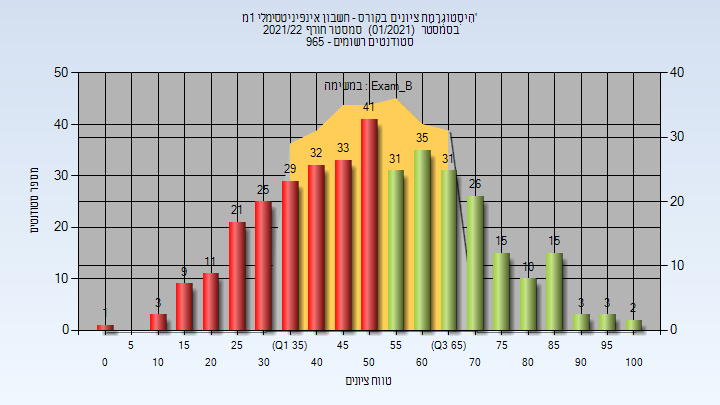 היסטוגרמת ציונים בקורס - חשבון אינפיניטסימלי 1מ'
בסמסטר (01/2021) סמסטר חורף 2021/22
סטודנטים רשומים - 965
במשימה : Exam_B
מספר סטודנטים
50 40 30 20 10 0
40 30 20 10 0
1 3 9 11 21 25 29 32 33 41 31 35 31 26 15 10 15 3 3 2
5 15 25 (Q1 35) 45 55 (Q3 65) 75 85 95
0 10 20 30 40 50 60 70 80 90 100
טווח ציונים